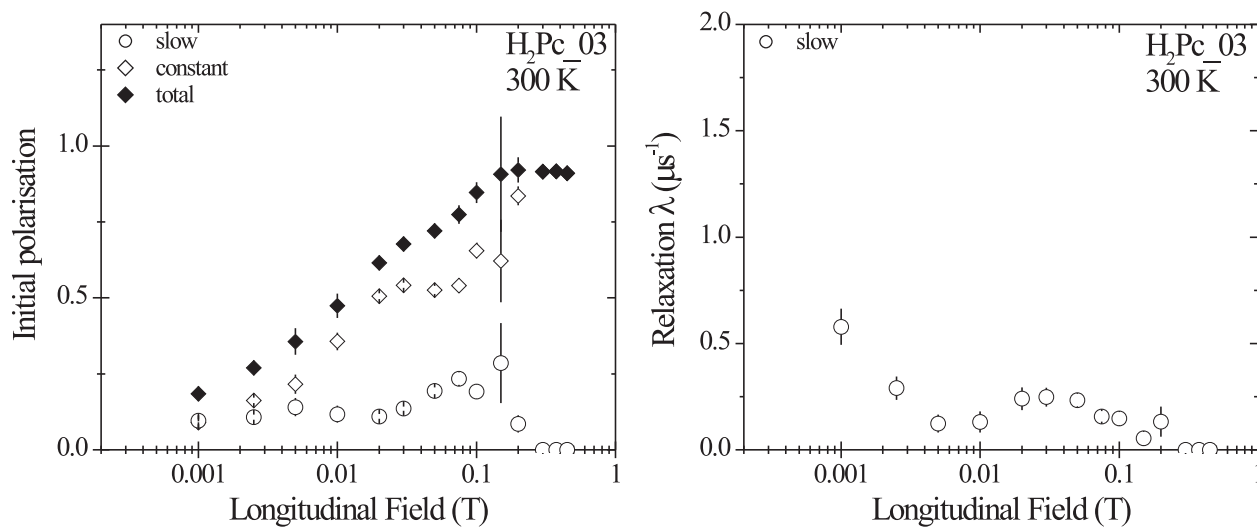 slow
constant
total
H₂Pc_03
300 K
1.0
0.5
0.0
Initial polarisation
0.001
0.01
0.1
1
Longitudinal Field (T)
slow
H₂Pc_03
300 K
2.0
1.5
1.0
0.5
0.0
Relaxation λ (μs⁻¹)
0.001
0.01
0.1
1
Longitudinal Field (T)